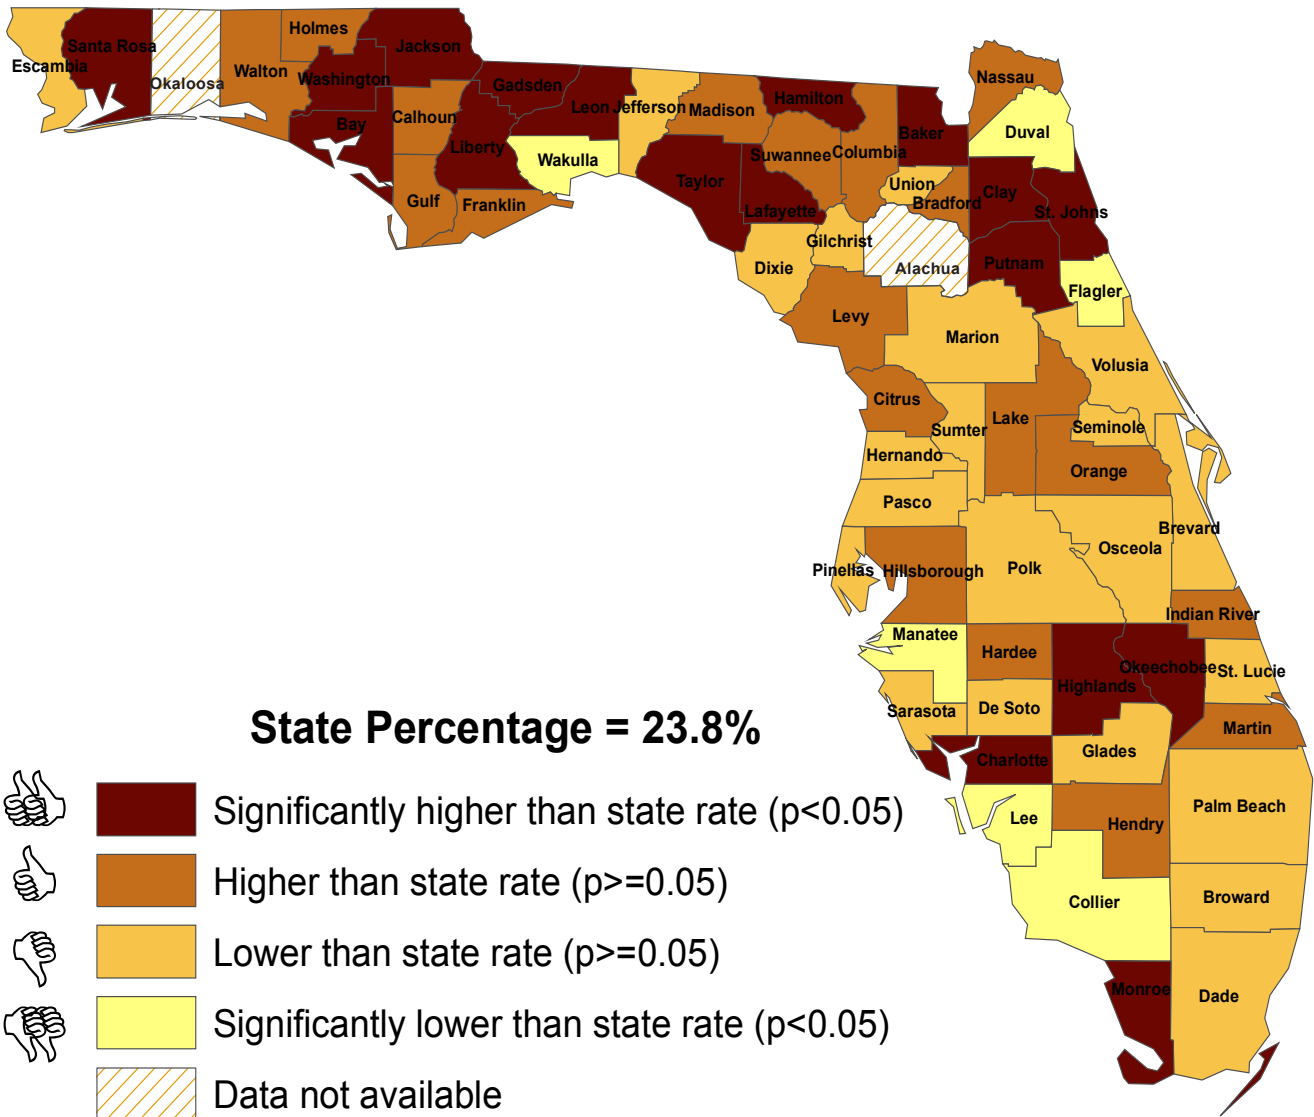 Holmes
Jackson
Santa Rosa
Escambia
Okaloosa
Walton
Washington
Gadsden
Leon
Jefferson
Madison
Hamilton
Nassau
Bay
Calhoun
Liberty
Wakulla
Taylor
Suwannee
Columbia
Baker
Duval
Union
Bradford
Clay
St. Johns
Gulf
Franklin
Lafayette
Gilchrist
Dixie
Alachua
Putnam
Flagler
Levy
Marion
Volusia
Citrus
Sumter
Lake
Seminole
Hernando
Orange
Pasco
Brevard
Osceola
Pinellas
Hillsborough
Polk
Indian River
Manatee
Hardee
Highlands
Okeechobee
St. Lucie
Sarasota
De Soto
Martin
Charlotte
Glades
Palm Beach
Lee
Hendry
Collier
Broward
Monroe
Dade
State Percentage = 23.8%
Significantly higher than state rate (p<0.05)
Higher than state rate (p>=0.05)
Lower than state rate (p>=0.05)
Significantly lower than state rate (p<0.05)
Data not available